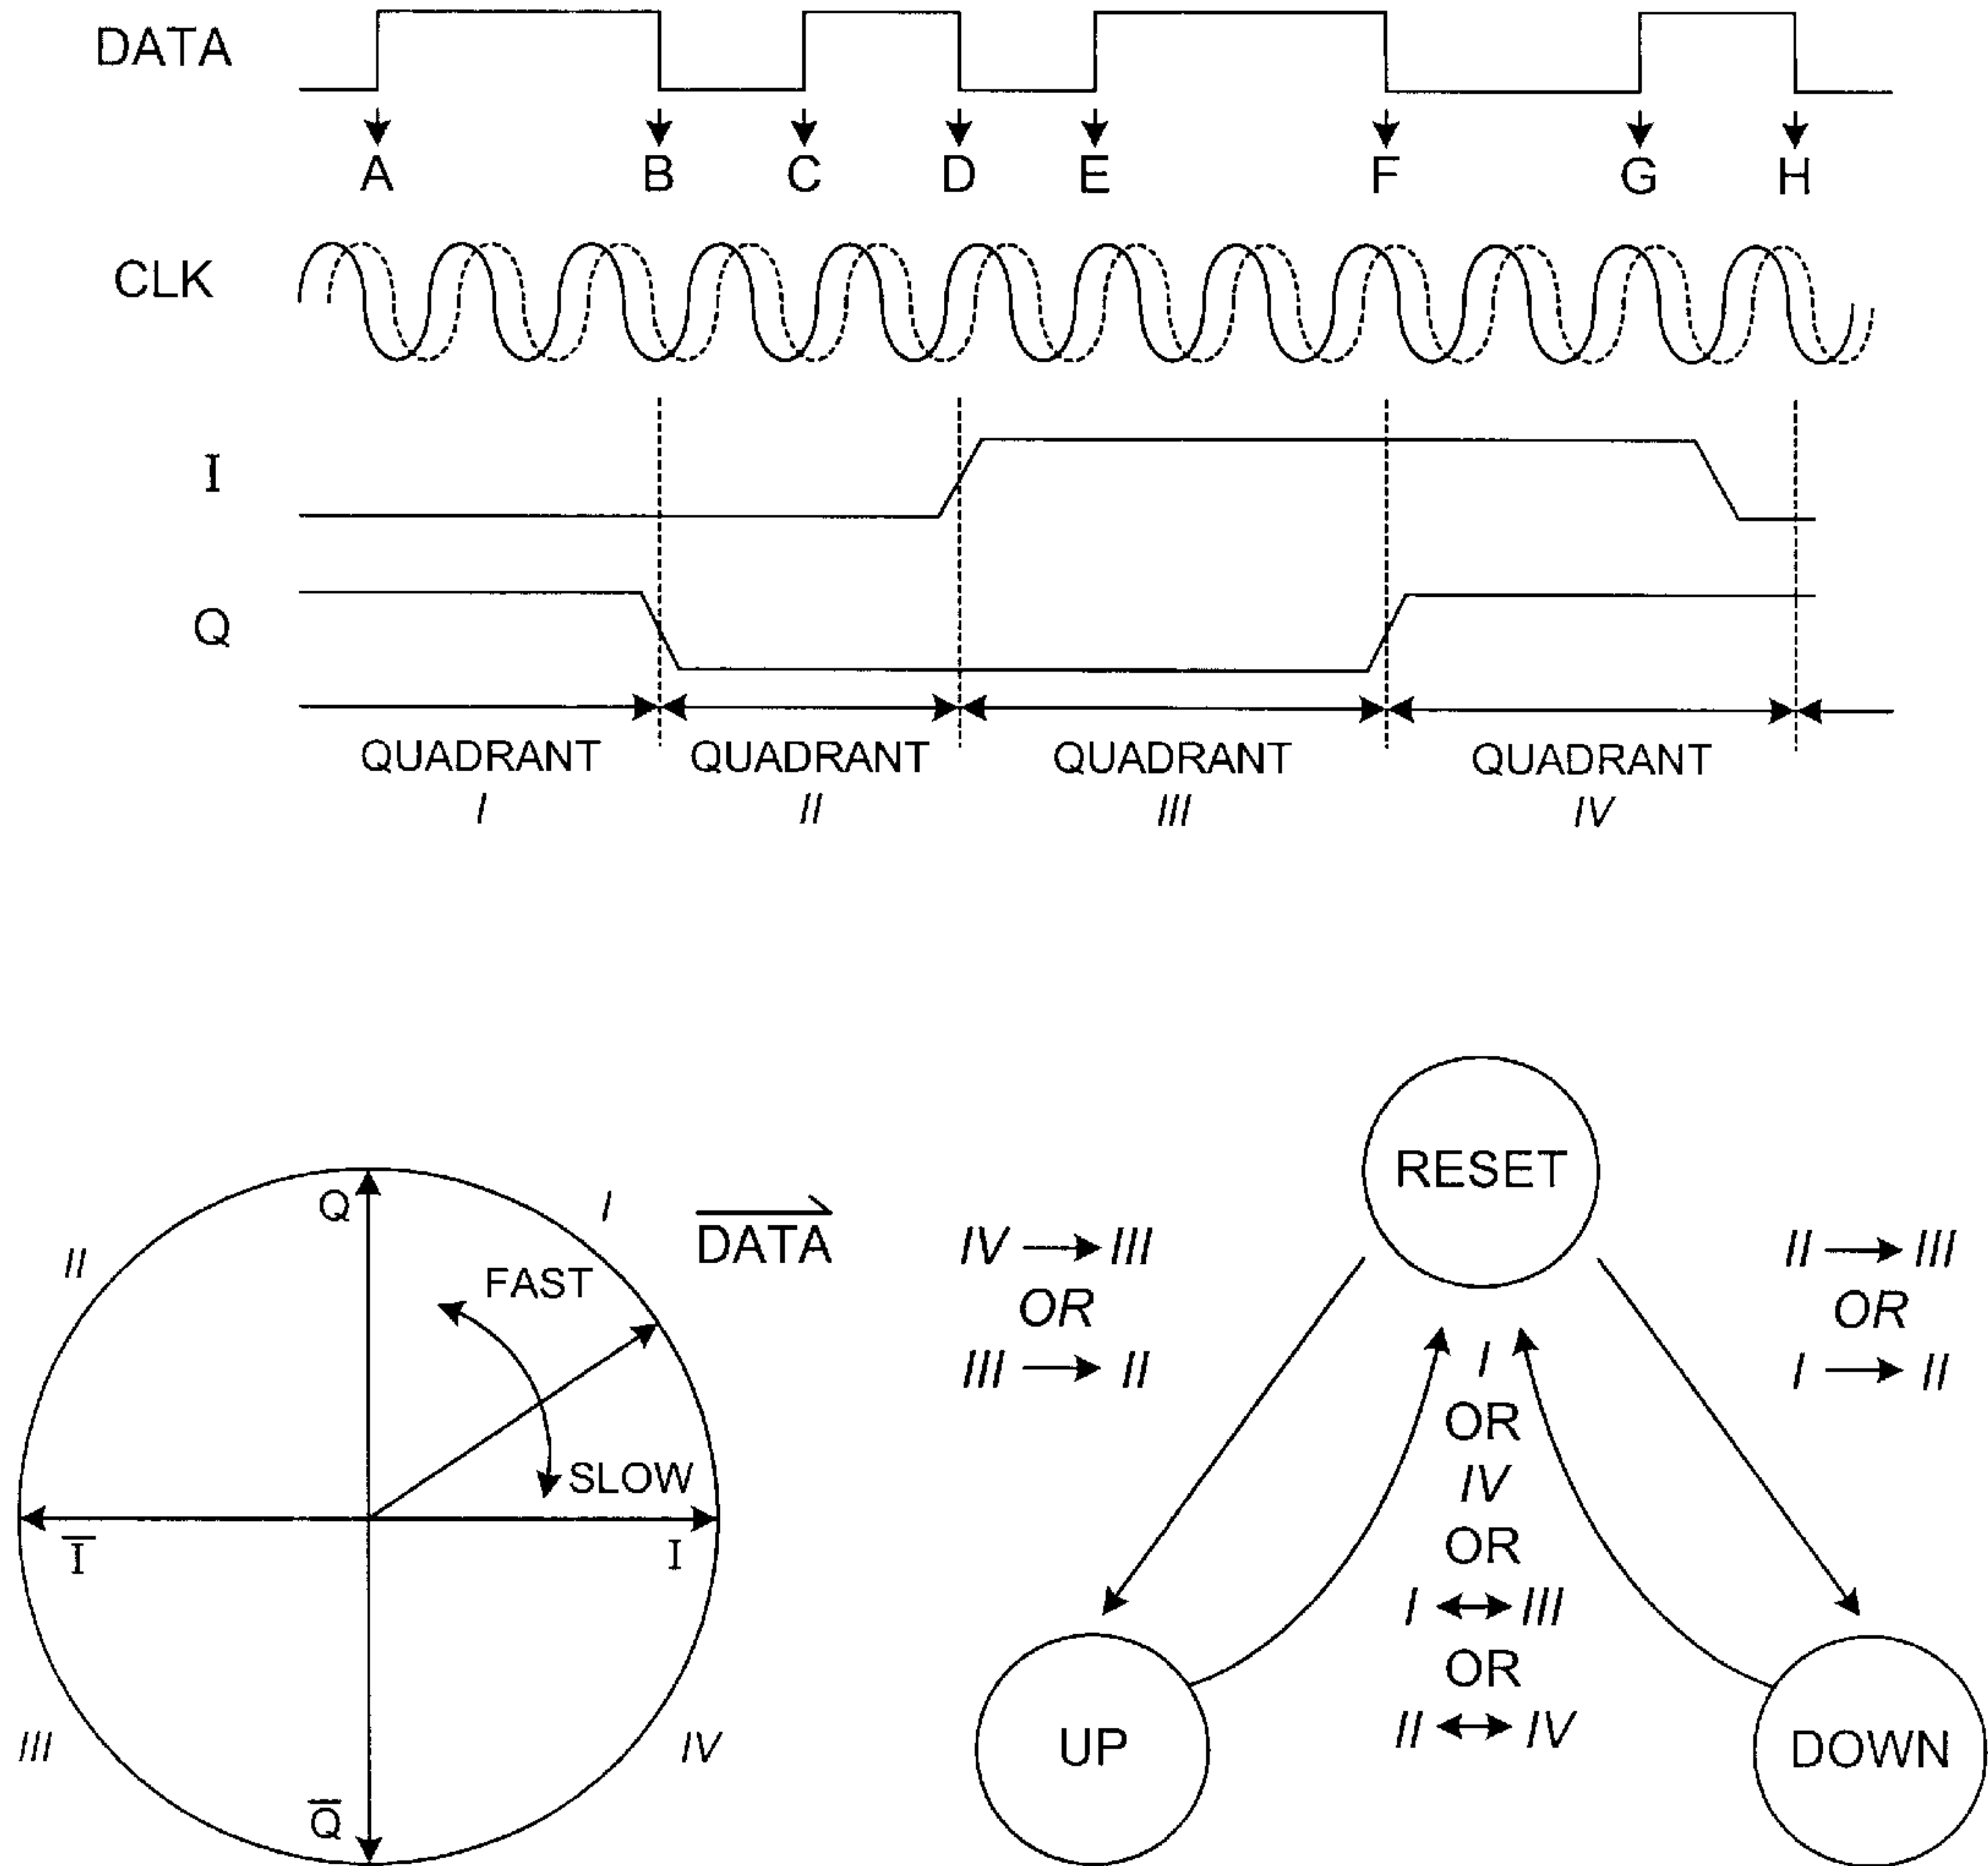 DATA
A B C D E F G H
CLK
I
Q
QUADRANT QUADRANT QUADRANT QUADRANT
I II III IV
Q
I
II
FAST
DATA
SLOW
I
I
III
IV
Q
RESET
IV → III
OR
III → II
II → III
OR
I → II
I
OR
IV
OR
I ↔ III
OR
II ↔ IV
UP
DOWN